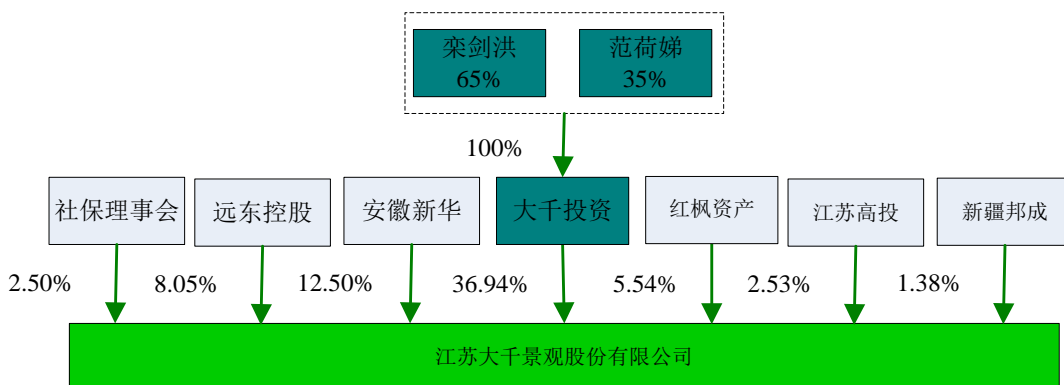 栾剑洪
65%
范荷娣
35%
100%
社保理事会
远东控股
安徽新华
大千投资
红枫资产
江苏高投
新疆邦成
2.50%
8.05%
12.50%
36.94%
5.54%
2.53%
1.38%
江苏大千景观股份有限公司